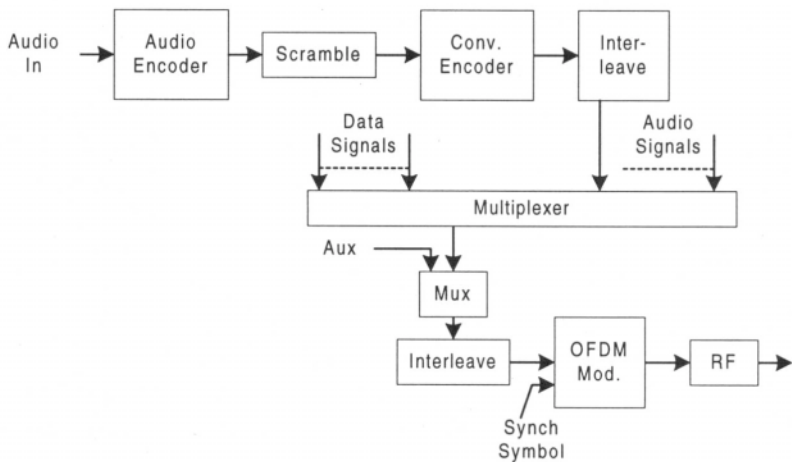 Audio
In
Audio
Encoder
Scramble
Conv.
Encoder
Inter-
leave
Data
Signals
Audio
Signals
Multiplexer
Aux
Mux
Interleave
OFDM
Mod.
RF
Synch
Symbol